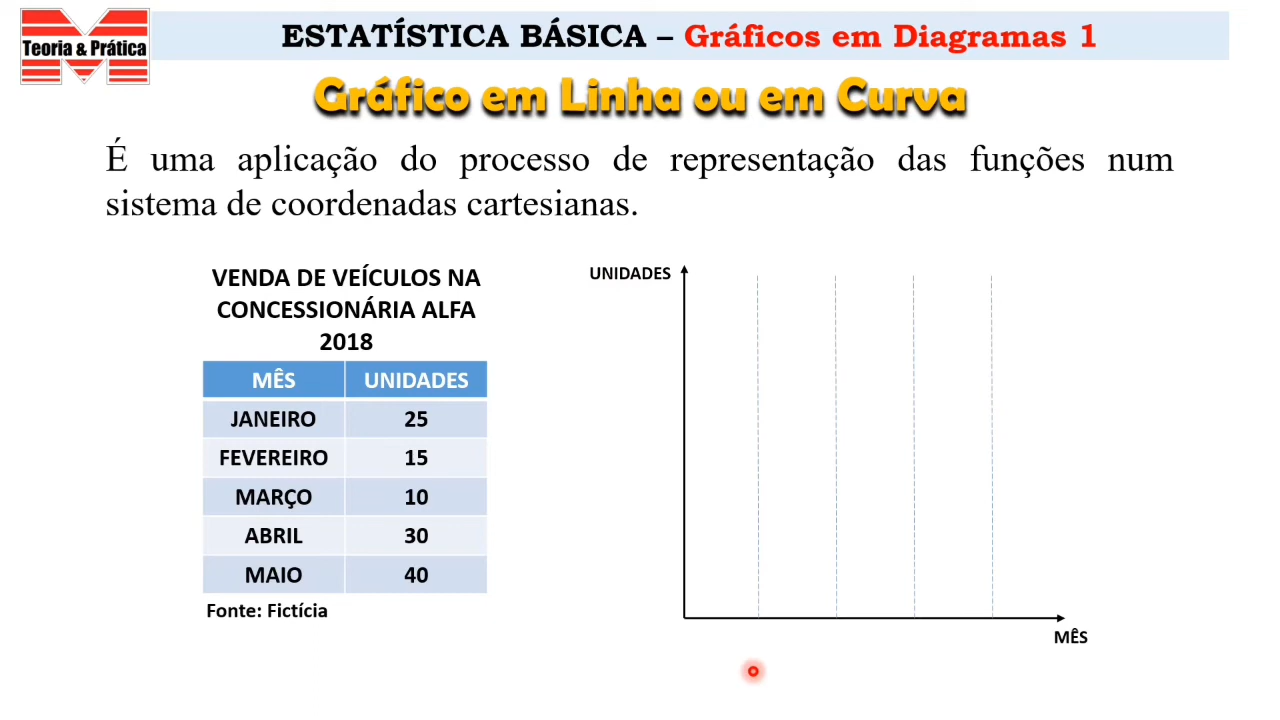 Teoria & Prática
ESTATÍSTICA BÁSICA – Gráficos em Diagramas 1
Gráfico em Linha ou em Curva
É uma aplicação do processo de representação das funções num
sistema de coordenadas cartesianas.
VENDA DE VEÍCULOS NA
CONCESSIONÁRIA ALFA
2018
MÊS UNIDADES
JANEIRO 25
FEVEREIRO 15
MARÇO 10
ABRIL 30
MAIO 40
Fonte: Fictícia
UNIDADES
MÊS